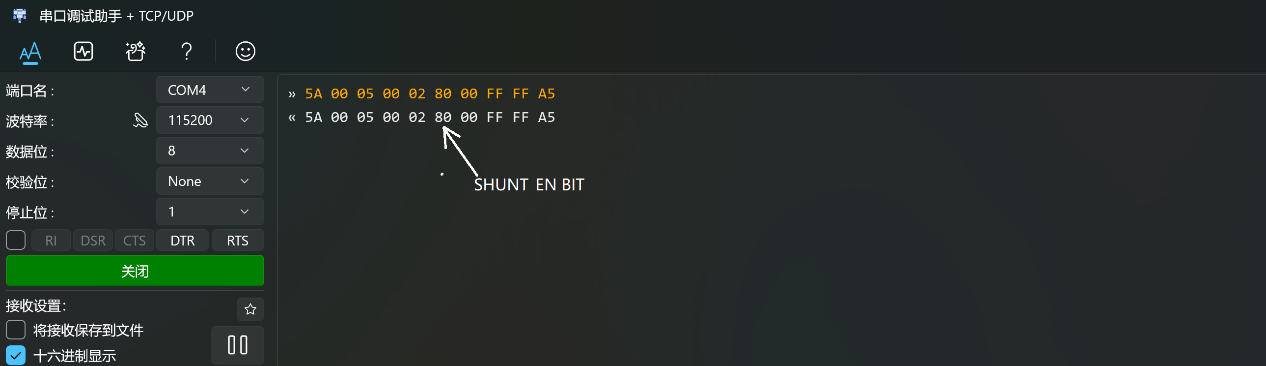 串口调试助手 + TCP/UDP
端口名： COM4
波特率： 115200
数据位： 8
校验位： None
停止位： 1
RI DSR CTS DTR RTS
关闭
接收设置：
将接收保存到文件
十六进制显示
» 5A 00 05 00 02 80 00 FF FF A5
« 5A 00 05 00 02 80 00 FF FF A5
SHUNT EN BIT